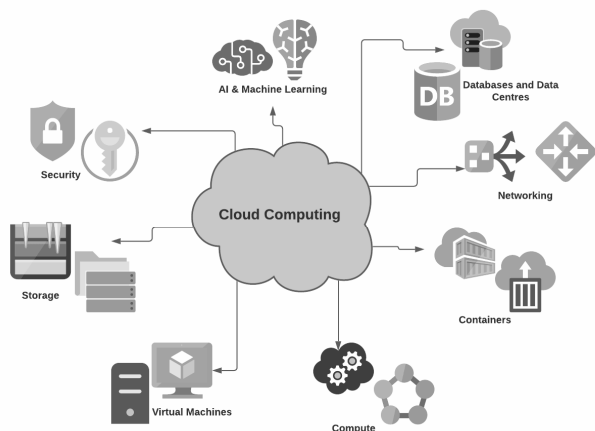 AI & Machine Learning
DB
Databases and Data
Centres
Security
Networking
Cloud Computing
Storage
Containers
Virtual Machines
Compute